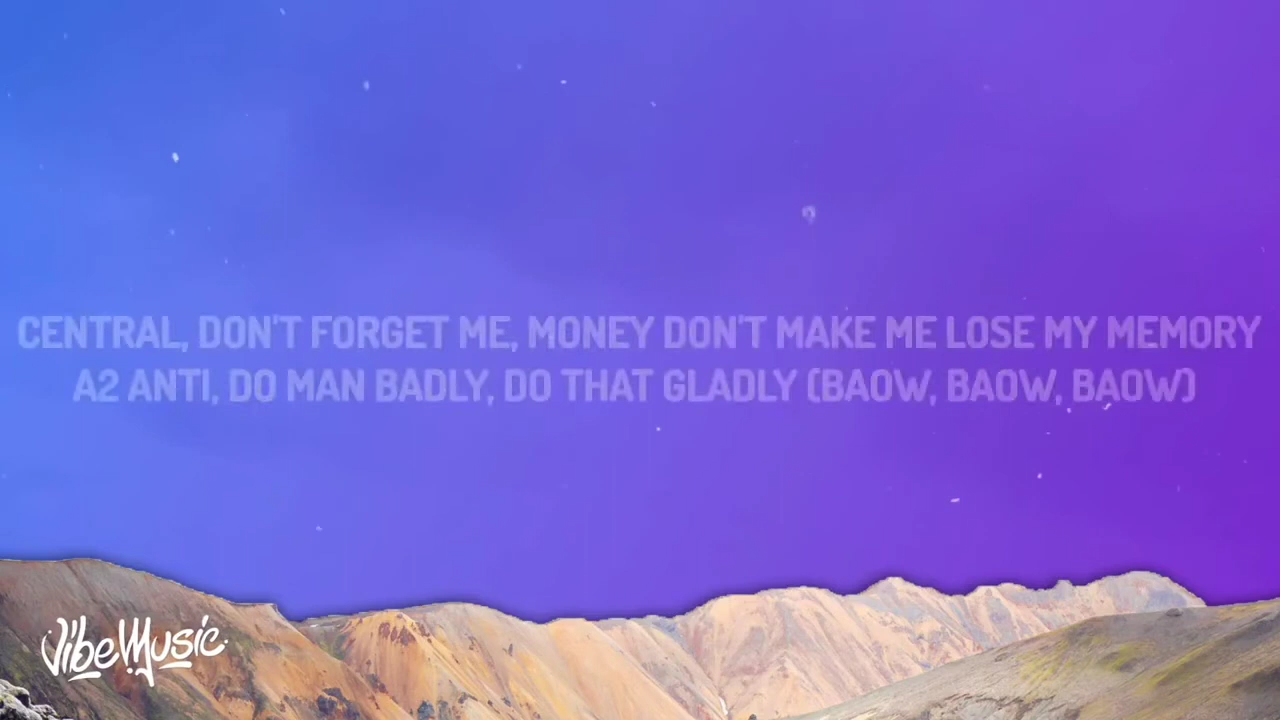 CENTRAL, DON'T FORGET ME, MONEY DON'T MAKE ME LOSE MY MEMORY
A2 ANTI, DO MAN BADLY, DO THAT GLADLY (BAOW, BAOW, BAOW)
VibeMusic